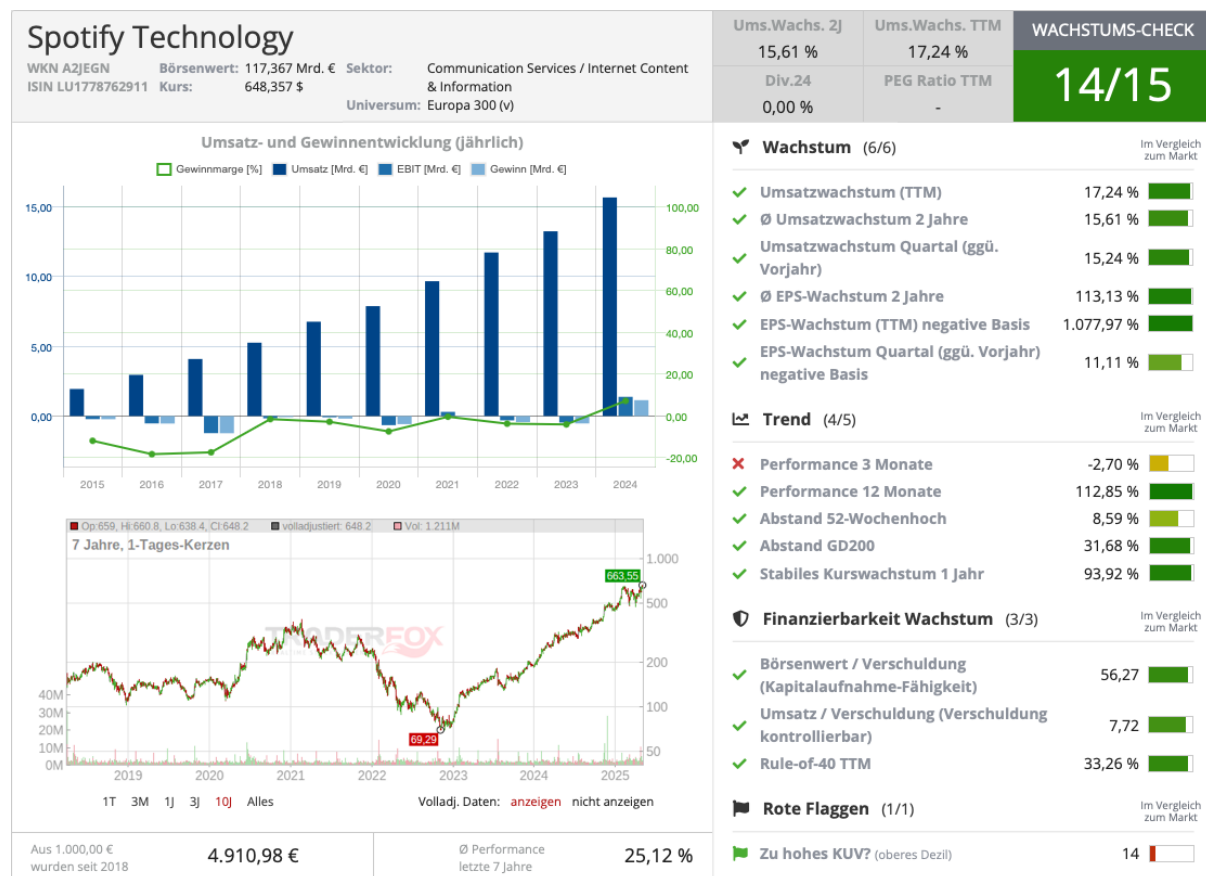 Spotify Technology
WKN A2JEGN Börsenwert: 117,367 Mrd. € Sektor: Communication Services / Internet Content
ISIN LU1778762911 Kurs: 648,357 $ & Information
Universum: Europa 300 (v)
Ums.Wachs. 2J Ums.Wachs. TTM
15,61 % 17,24 %
Div.24 PEG Ratio TTM
0,00 % -
WACHSTUMS-CHECK
14/15
Umsatz- und Gewinnentwicklung (jährlich)
Gewinnmarge [%] Umsatz [Mrd. €] EBIT [Mrd. €] Gewinn [Mrd. €]
15,00 100,00
80,00
10,00
60,00
40,00
5,00
20,00
0,00 0,00
-20,00
2015 2016 2017 2018 2019 2020 2021 2022 2023 2024
Op:659, Hi:660.8, Lo:638.4, Cl:648.2 volladjustiert: 648.2 Vol: 1.211M
7 Jahre, 1-Tages-Kerzen
1.000
663,55
500
TRADERFOX
200
40M
100
30M
20M
69,29
10M
50
0M
2019 2020 2021 2022 2023 2024 2025
1T 3M 1J 3J 10J Alles Volladj. Daten: anzeigen nicht anzeigen
Aus 1.000,00 €
wurden seit 2018
4.910,98 €
Ø Performance
letzte 7 Jahre
25,12 %
Wachstum (6/6)
Im Vergleich
zum Markt
Umsatzwachstum (TTM) 17,24 %
Ø Umsatzwachstum 2 Jahre 15,61 %
Umsatzwachstum Quartal (ggü.
Vorjahr) 15,24 %
Ø EPS-Wachstum 2 Jahre 113,13 %
EPS-Wachstum (TTM) negative Basis 1.077,97 %
EPS-Wachstum Quartal (ggü. Vorjahr)
negative Basis 11,11 %
Trend (4/5)
Im Vergleich
zum Markt
Performance 3 Monate -2,70 %
Performance 12 Monate 112,85 %
Abstand 52-Wochenhoch 8,59 %
Abstand GD200 31,68 %
Stabiles Kurswachstum 1 Jahr 93,92 %
Finanzierbarkeit Wachstum (3/3)
Im Vergleich
zum Markt
Börsenwert / Verschuldung
(Kapitalaufnahme-Fähigkeit) 56,27
Umsatz / Verschuldung (Verschuldung
kontrollierbar) 7,72
Rule-of-40 TTM 33,26 %
Rote Flaggen (1/1)
Im Vergleich
zum Markt
Zu hohes KUV? (oberes Dezil) 14